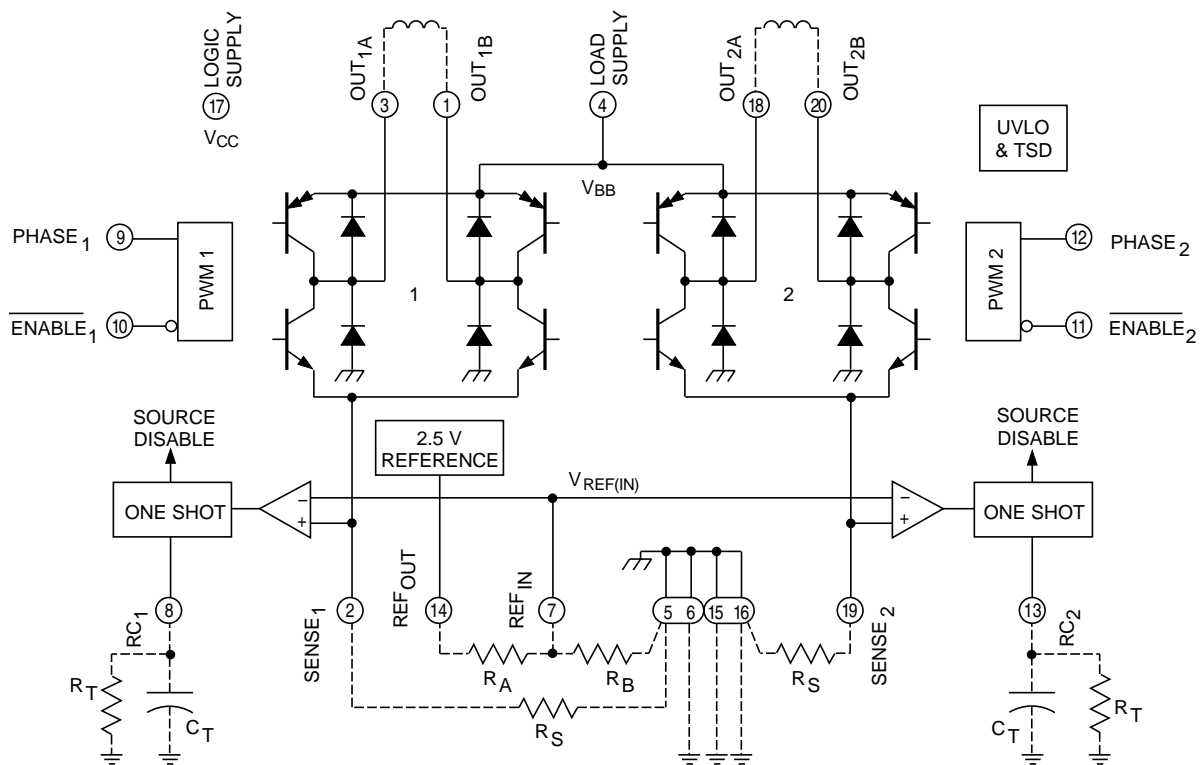 LOGIC
SUPPLY
17
VCC
OUT1A
3
OUT1B
1
LOAD
SUPPLY
4
OUT2A
18
OUT2B
20
UVLO
& TSD
VBB
PHASE1
9
PWM 1
ENABLE1
10
1
2
PWM 2
12
PHASE2
11
ENABLE2
SOURCE
DISABLE
2.5 V
REFERENCE
SOURCE
DISABLE
ONE SHOT
–
+
VREF(IN)
–
+
ONE SHOT
RC1
8
SENSE1
2
REFOUT
14
REFIN
7
5
6
15
16
19
SENSE2
13
RC2
RT
CT
RA
RB
RS
RS
CT
RT